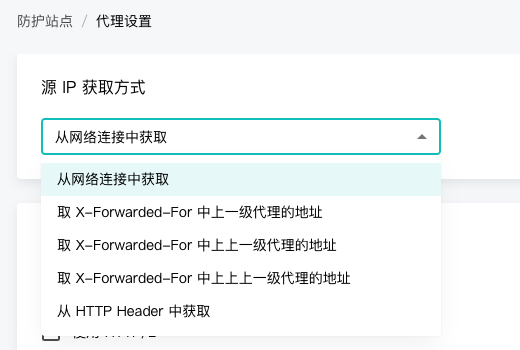 防护站点 / 代理设置
源 IP 获取方式
从网络连接中获取
从网络连接中获取
取 X-Forwarded-For 中上一级代理的地址
取 X-Forwarded-For 中上上一级代理的地址
取 X-Forwarded-For 中上上上一级代理的地址
从 HTTP Header 中获取